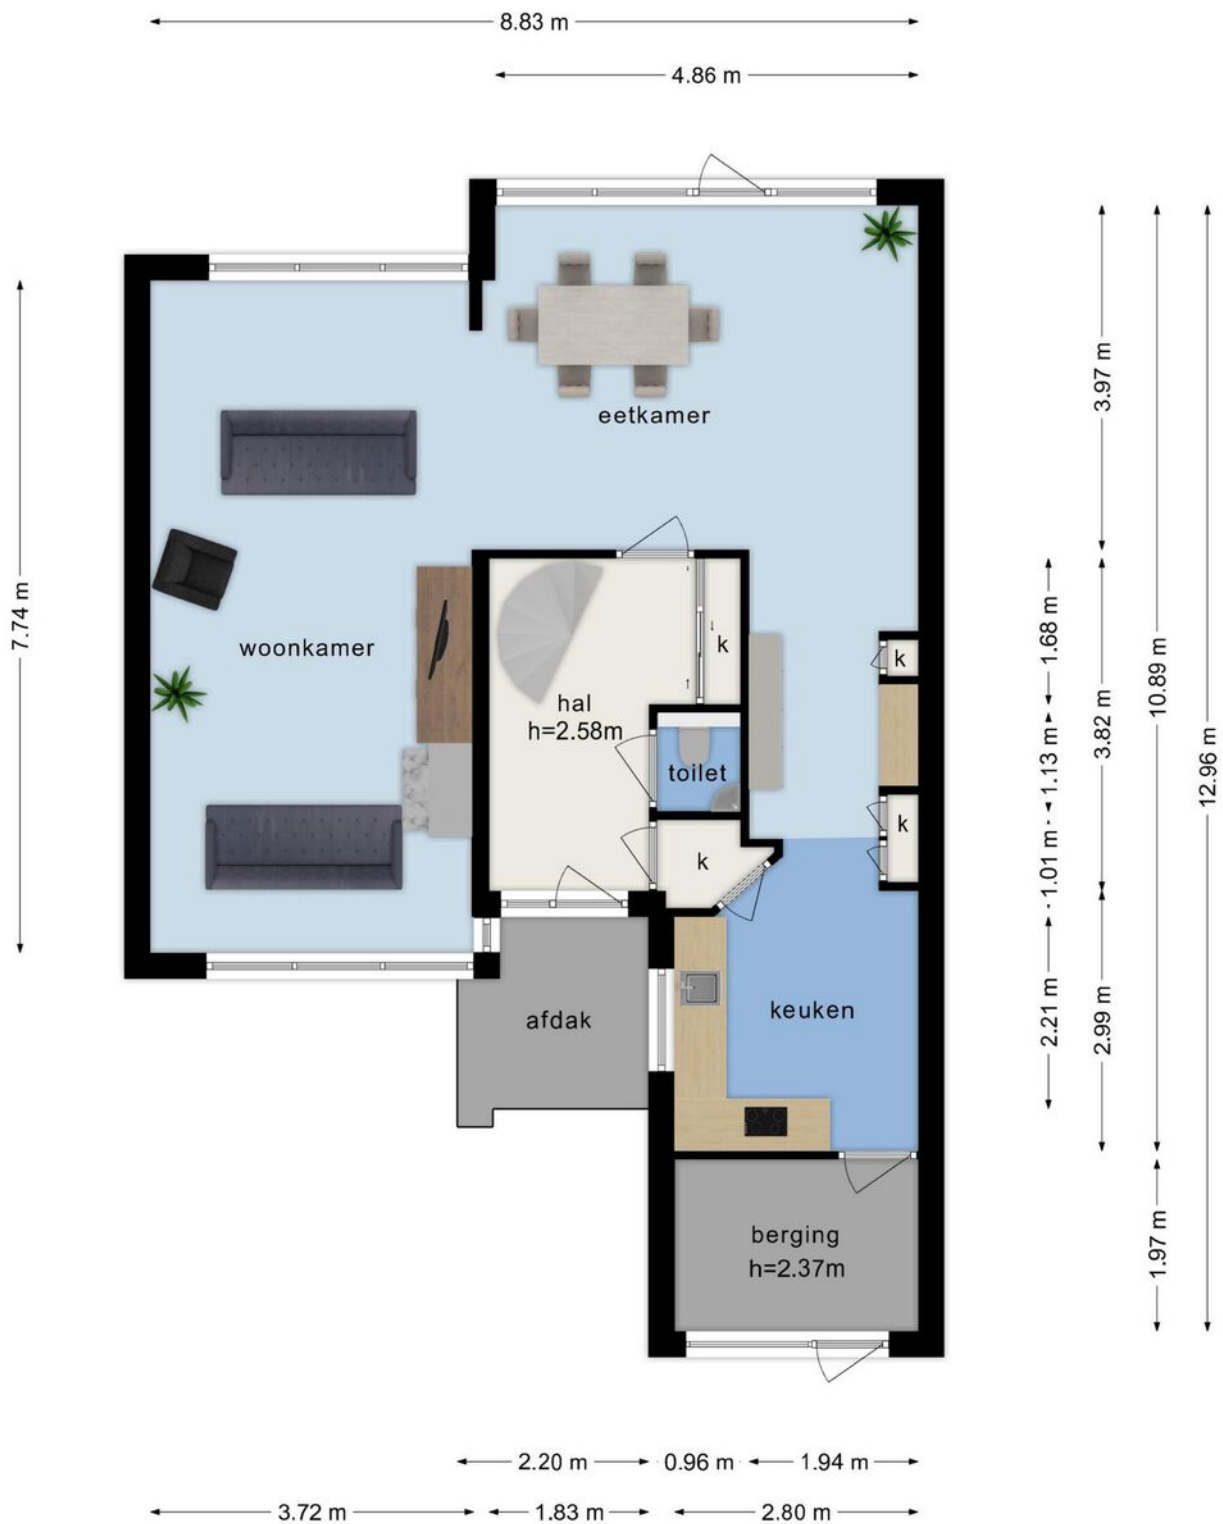 8.83 m
4.86 m
eetkamer
3.97 m
7.74 m
woonkamer
hal
h=2.58m
k
k
toilet
k
k
1.68 m
1.13 m
1.01 m
2.21 m
3.82 m
2.99 m
10.89 m
1.97 m
12.96 m
afdak
keuken
berging
h=2.37m
2.20 m
0.96 m
1.94 m
3.72 m
1.83 m
2.80 m